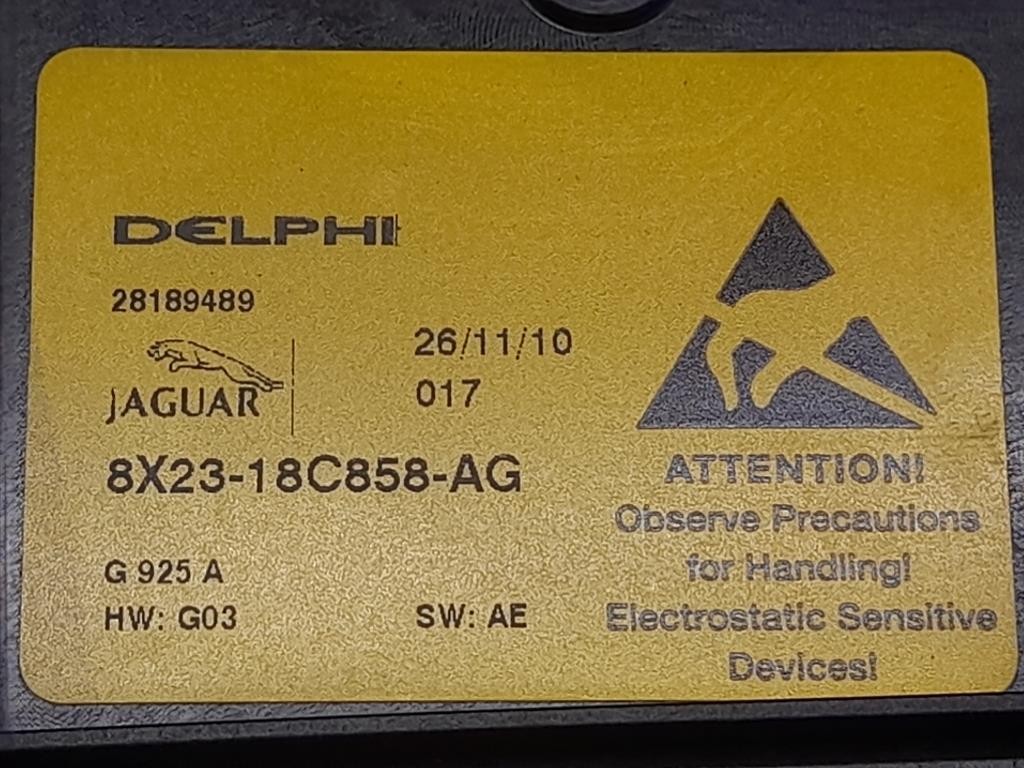 DELPHI
28189489
JAGUAR
26/11/10
017
8X23-18C858-AG
G 925 A
HW: G03
SW: AE
ATTENTION!
Observe Precautions
for Handling!
Electrostatic Sensitive
Devices!